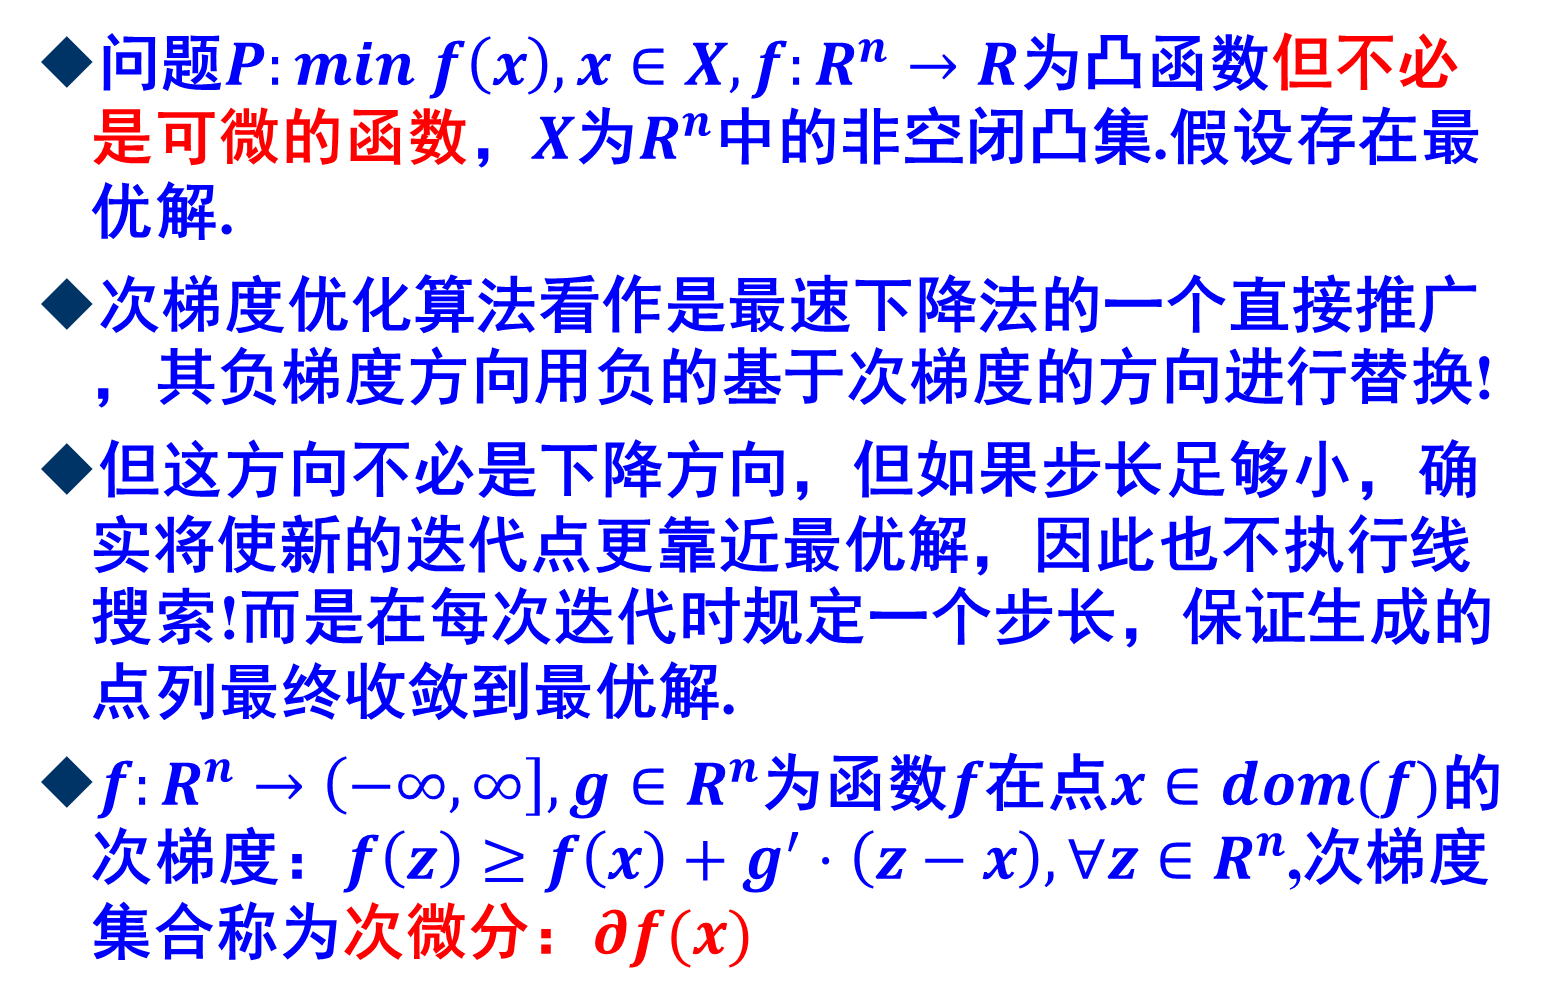 ◆问题P: min f(x), x ∈ X, f: Rⁿ → R为凸函数但不必
是可微的函数，X为Rⁿ中的非空闭凸集.假设存在最
优解.
◆次梯度优化算法看作是最速下降法的一个直接推广
，其负梯度方向用负的基于次梯度的方向进行替换!
◆但这方向不必是下降方向，但如果步长足够小，确
实将使新的迭代点更靠近最优解，因此也不执行线
搜索!而是在每次迭代时规定一个步长，保证生成的
点列最终收敛到最优解.
◆f: Rⁿ → (−∞, ∞], g ∈ Rⁿ为函数f在点x ∈ dom(f)的
次梯度：f(z) ≥ f(x) + g′ · (z − x), ∀z ∈ Rⁿ,次梯度
集合称为次微分：∂f(x)